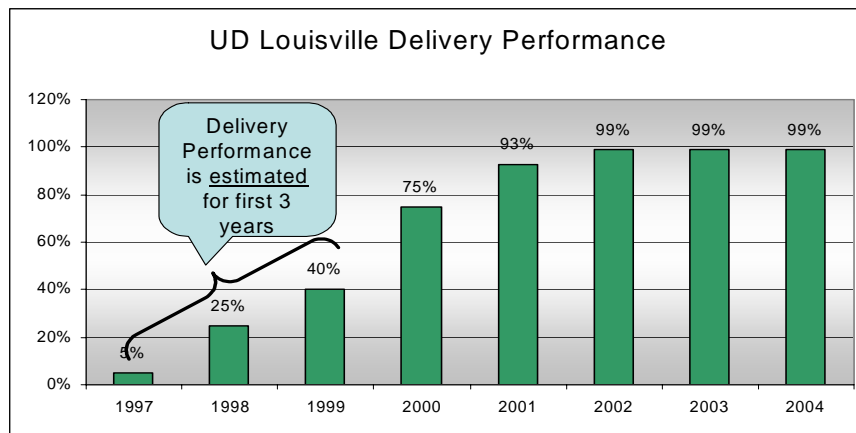 UD Louisville Delivery Performance
120%
100%
80%
60%
40%
20%
0%
Delivery
Performance
is estimated
for first 3
years
5%
25%
40%
75%
93%
99%
99%
99%
1997 1998 1999 2000 2001 2002 2003 2004